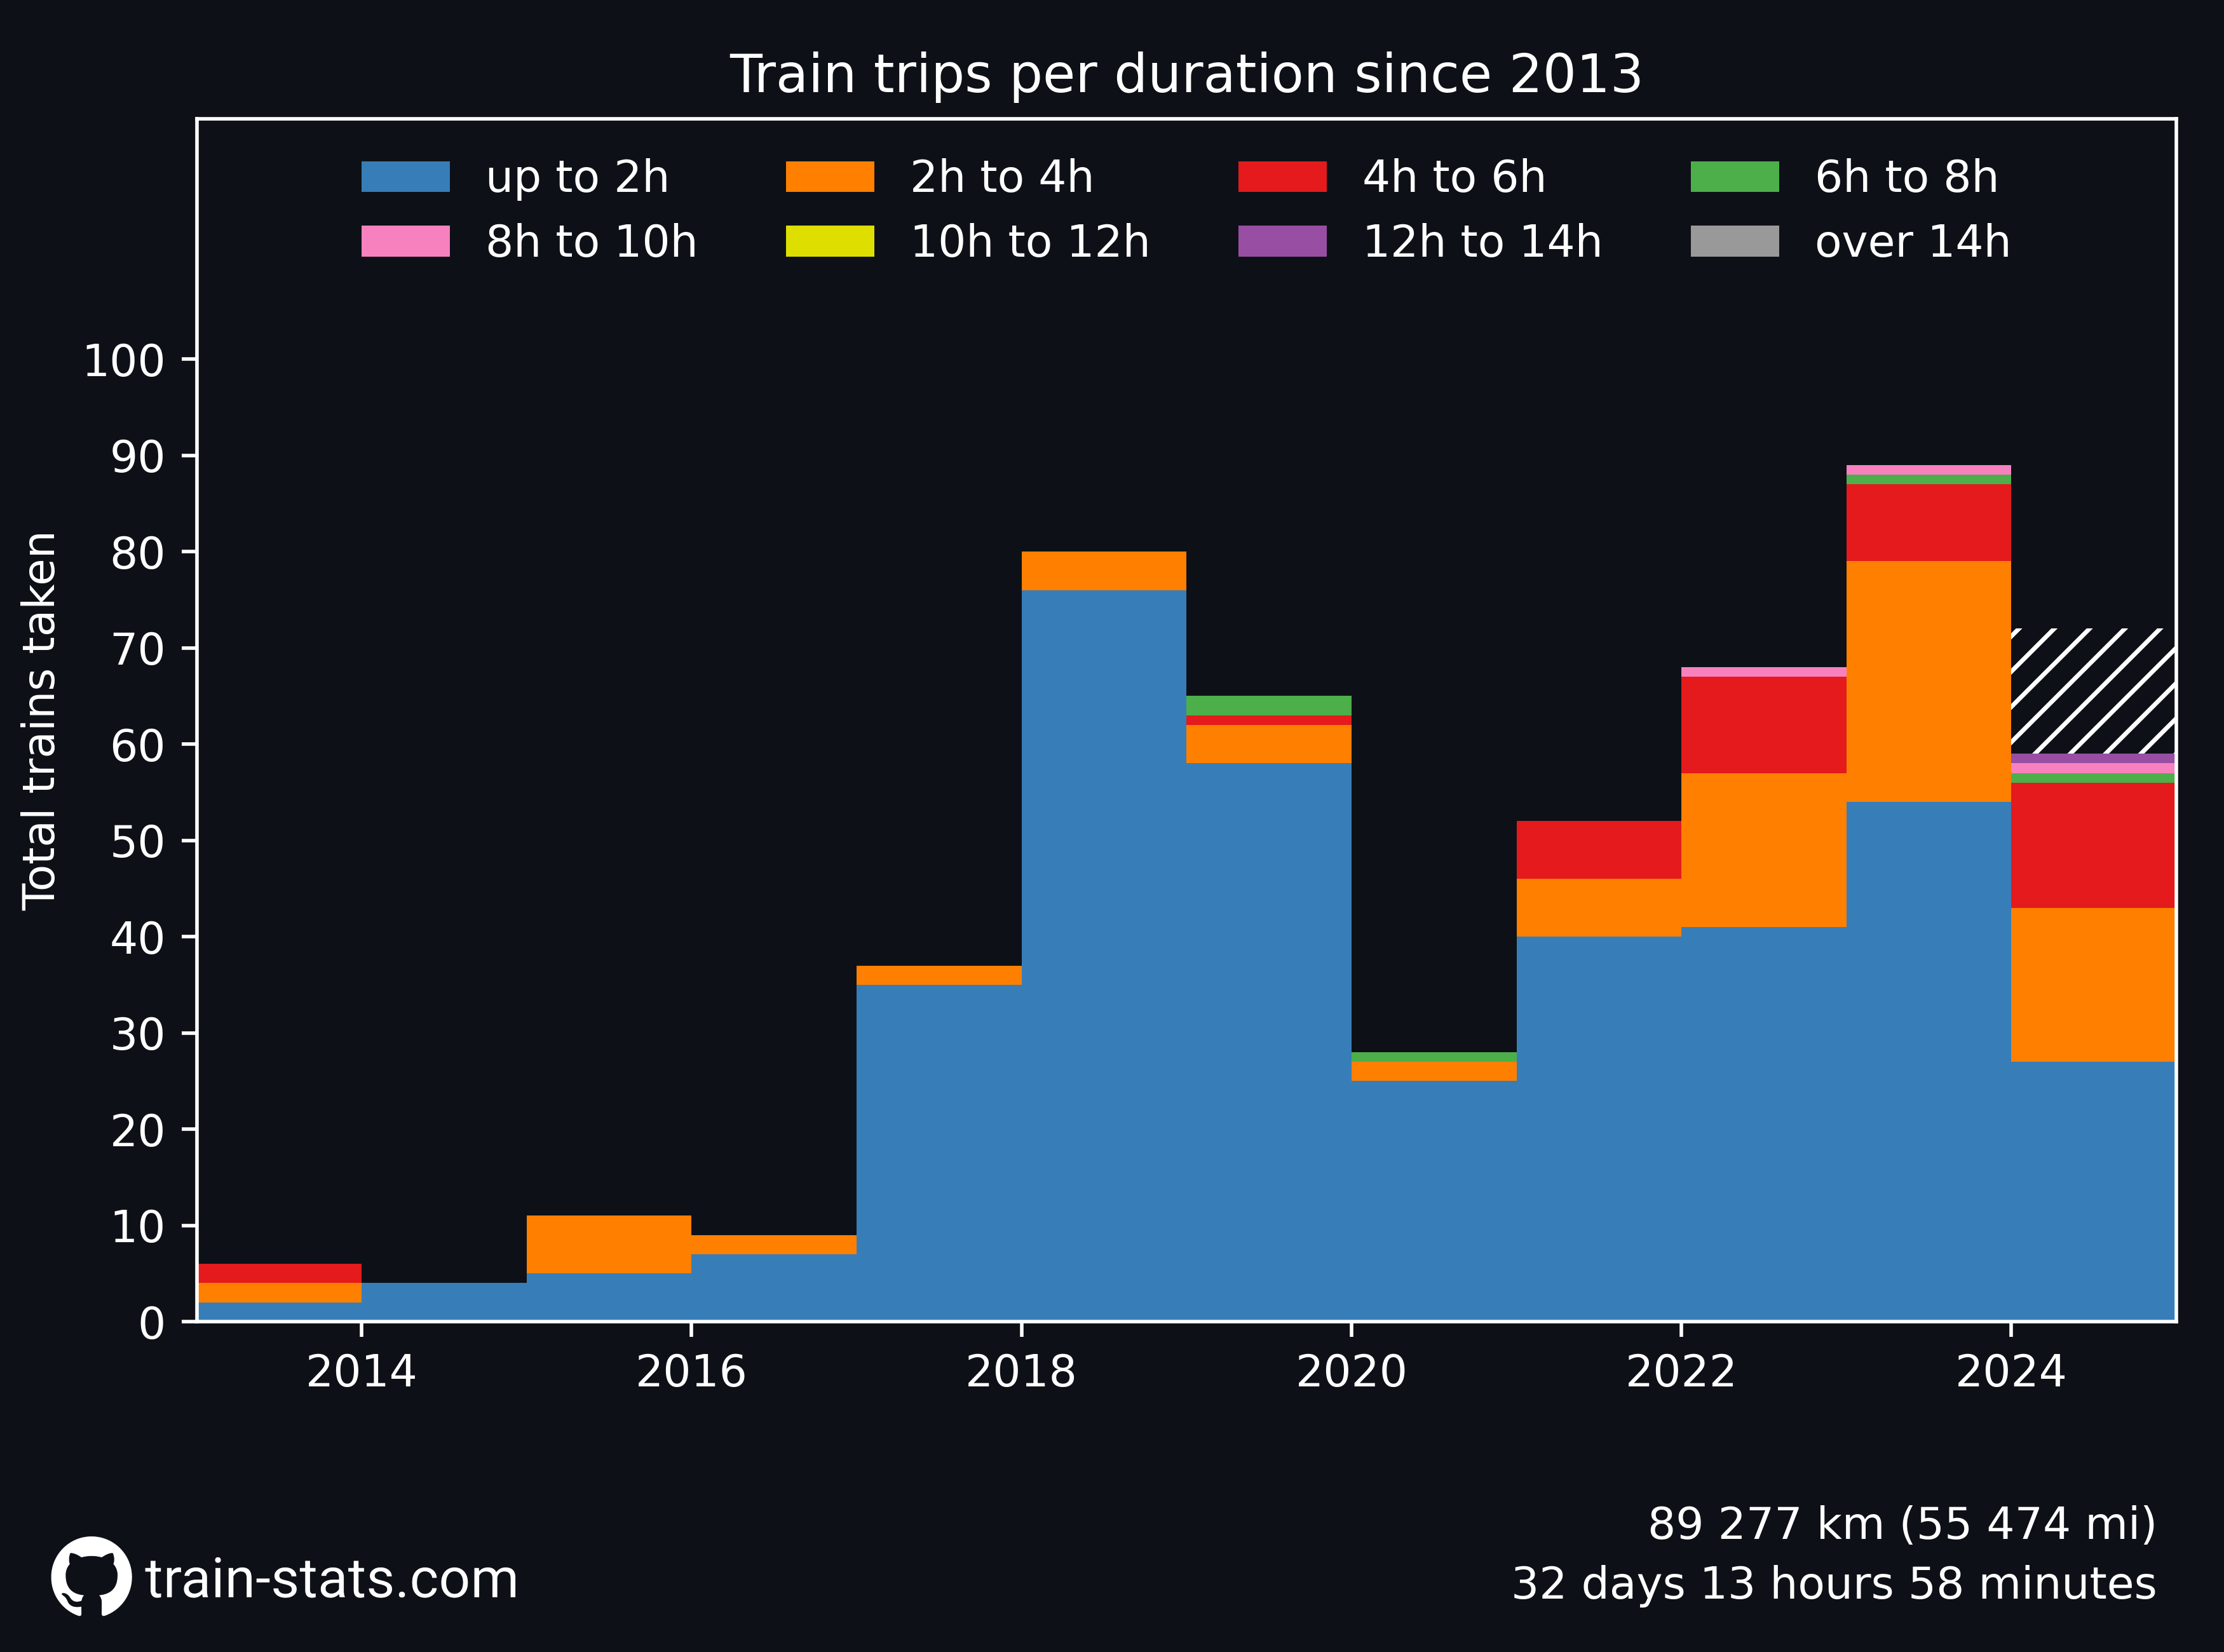 Train trips per duration since 2013
up to 2h 2h to 4h 4h to 6h 6h to 8h
8h to 10h 10h to 12h 12h to 14h over 14h
100
90
80
70
60
50
40
30
20
10
0
Total trains taken
2014 2016 2018 2020 2022 2024
89 277 km (55 474 mi)
32 days 13 hours 58 minutes
train-stats.com